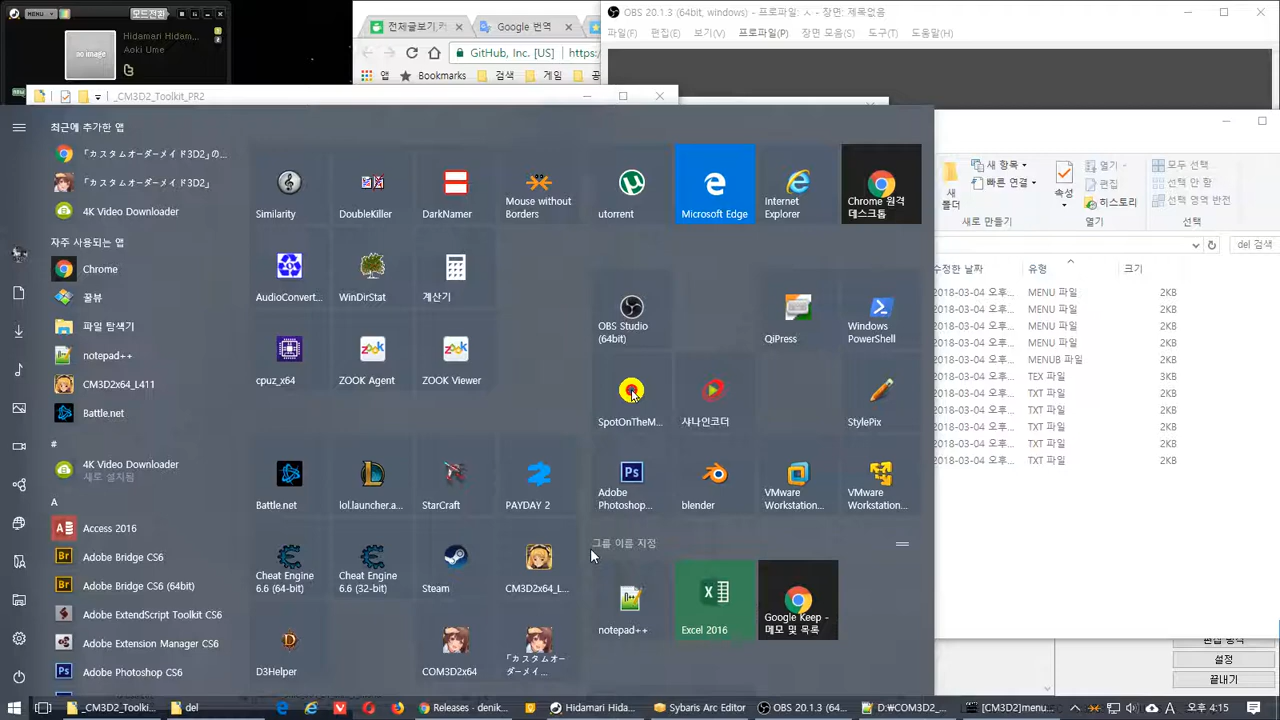 MENU
모드전환
Hidamari Hidam...
Aoki Ume
ao image
전체글보기
Google 번역
GitHub, Inc. [US]
https:/
앱
Bookmarks
검색
게임
OBS 20.1.3 (64bit, windows) - 프로파일: ㅅ - 장면: 제목없음
파일(F)
편집(E)
보기(V)
프로파일(P)
장면 모음(S)
도구(T)
도움말(H)
_CM3D2_Toolkit_PR2
최근에 추가한 앱
「カスタムオーダーメイド3D2」の...
「カスタムオーダーメイド3D2」
4K Video Downloader
자주 사용되는 앱
Chrome
꿀뷰
파일 탐색기
notepad++
CM3D2x64_L411
Battle.net
#
4K Video Downloader
새로 설치됨
A
Access 2016
Adobe Bridge CS6
Adobe Bridge CS6 (64bit)
Adobe ExtendScript Toolkit CS6
Adobe Extension Manager CS6
Adobe Photoshop CS6
Similarity
DoubleKiller
DarkNamer
Mouse without
Borders
utorrent
Microsoft Edge
Internet
Explorer
Chrome 원격
데스크톱
AudioConvert...
WinDirStat
계산기
OBS Studio
(64bit)
QiPress
Windows
PowerShell
cpuz_x64
ZOOK Agent
ZOOK Viewer
SpotOnTheM...
샤나인코더
StylePix
Battle.net
lol.launcher.a...
StarCraft
PAYDAY 2
Adobe
Photoshop...
blender
VMware
Workstation...
VMware
Workstation...
그룹 이름 지정
Cheat Engine
6.6 (64-bit)
Cheat Engine
6.6 (32-bit)
Steam
CM3D2x64_L...
notepad++
Excel 2016
Google Keep -
메모 및 목록
D3Helper
COM3D2x64
「カスタムオー
ダーメイ...
새
폴더
새 항목
빠른 연결
새로 만들기
속성
열기
편집
히스토리
열기
모두 선택
선택 안 함
선택 영역 반전
선택
del 검색
수정한 날짜
유형
크기
2018-03-04 오후... MENU 파일 2KB
2018-03-04 오후... MENU 파일 2KB
2018-03-04 오후... MENU 파일 2KB
2018-03-04 오후... MENU 파일 2KB
2018-03-04 오후... MENUB 파일 2KB
2018-03-04 오후... TEX 파일 3KB
2018-03-04 오후... TXT 파일 2KB
2018-03-04 오후... TXT 파일 2KB
2018-03-04 오후... TXT 파일 2KB
2018-03-04 오후... TXT 파일 2KB
2018-03-04 오후... TXT 파일 2KB
설정
끝내기
_CM3D2_Toolki...
del
Releases · denik...
Hidamari Hida...
Sybaris Arc Editor
OBS 20.1.3 (64...
D:₩COM3D2_...
[CM3D2]menu...
A
오후 4:15